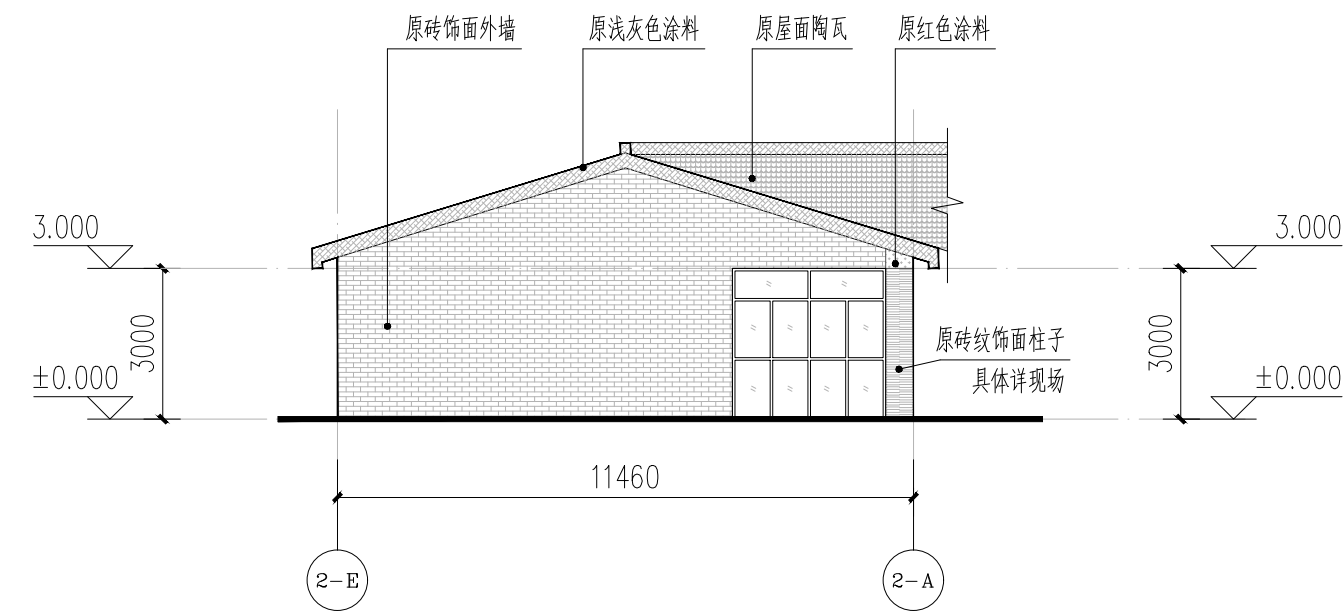 原砖饰面外墙
原浅灰色涂料
原屋面陶瓦
原红色涂料
3.000
3.000
3000
原砖纹饰面柱子
具体详现场
3000
±0.000
±0.000
11460
2-E
2-A